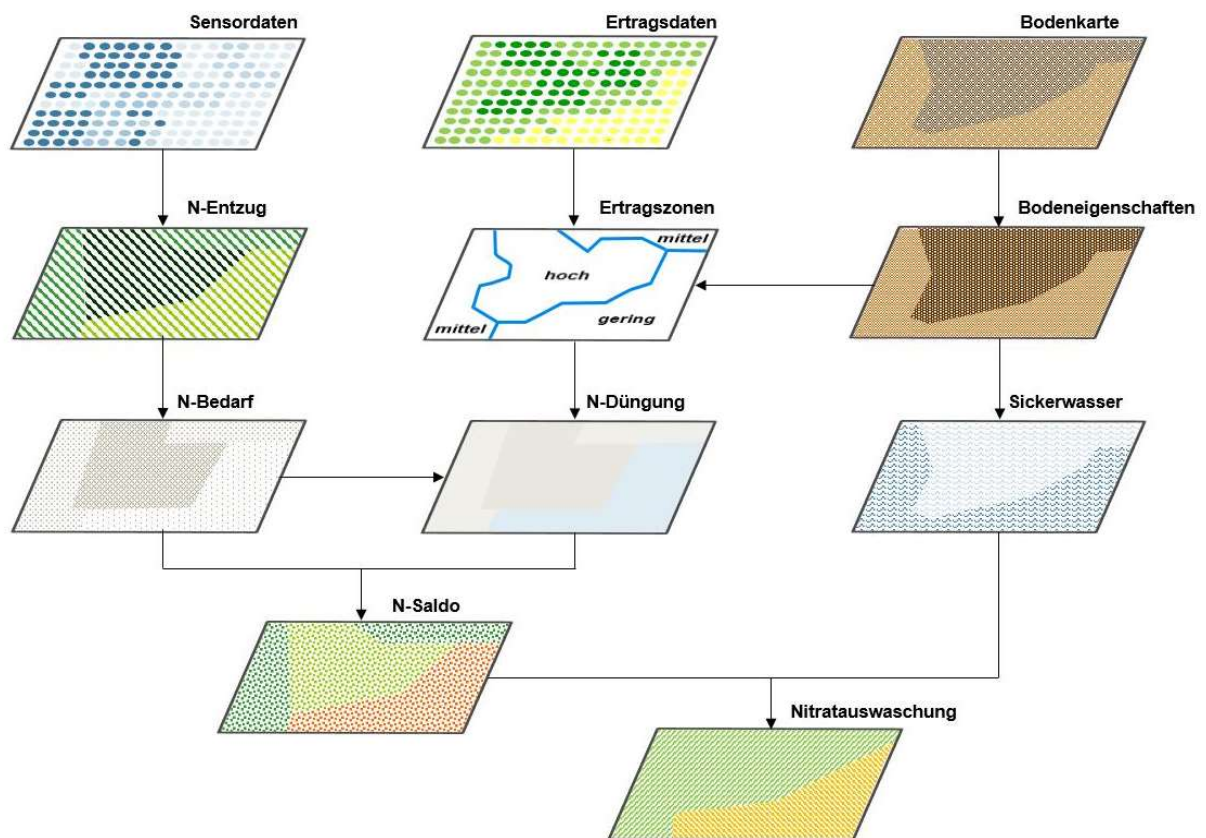 Sensordaten
Ertragsdaten
Bodenkarte
N-Entzug
Ertragszonen
Bodeneigenschaften
mittel
hoch
gering
mittel
N-Bedarf
N-Düngung
Sickerwasser
N-Saldo
Nitratauswaschung